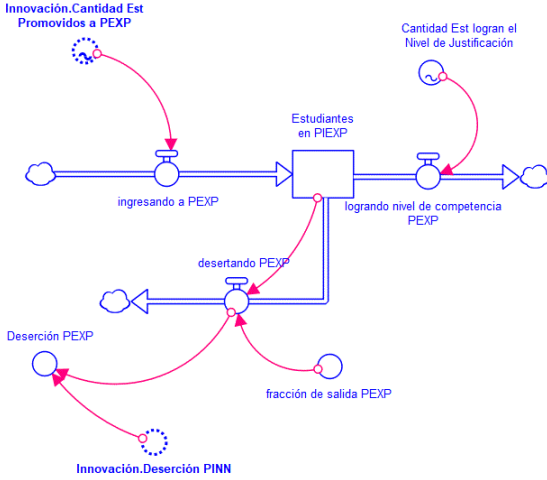 Innovación.Cantidad Est
Promovidos a PEXP
Cantidad Est logran el
Nivel de Justificación
Estudiantes
en PIEXP
ingresando a PEXP
logrando nivel de competencia
PEXP
desertando PEXP
Deserción PEXP
fracción de salida PEXP
Innovación.Deserción PINN